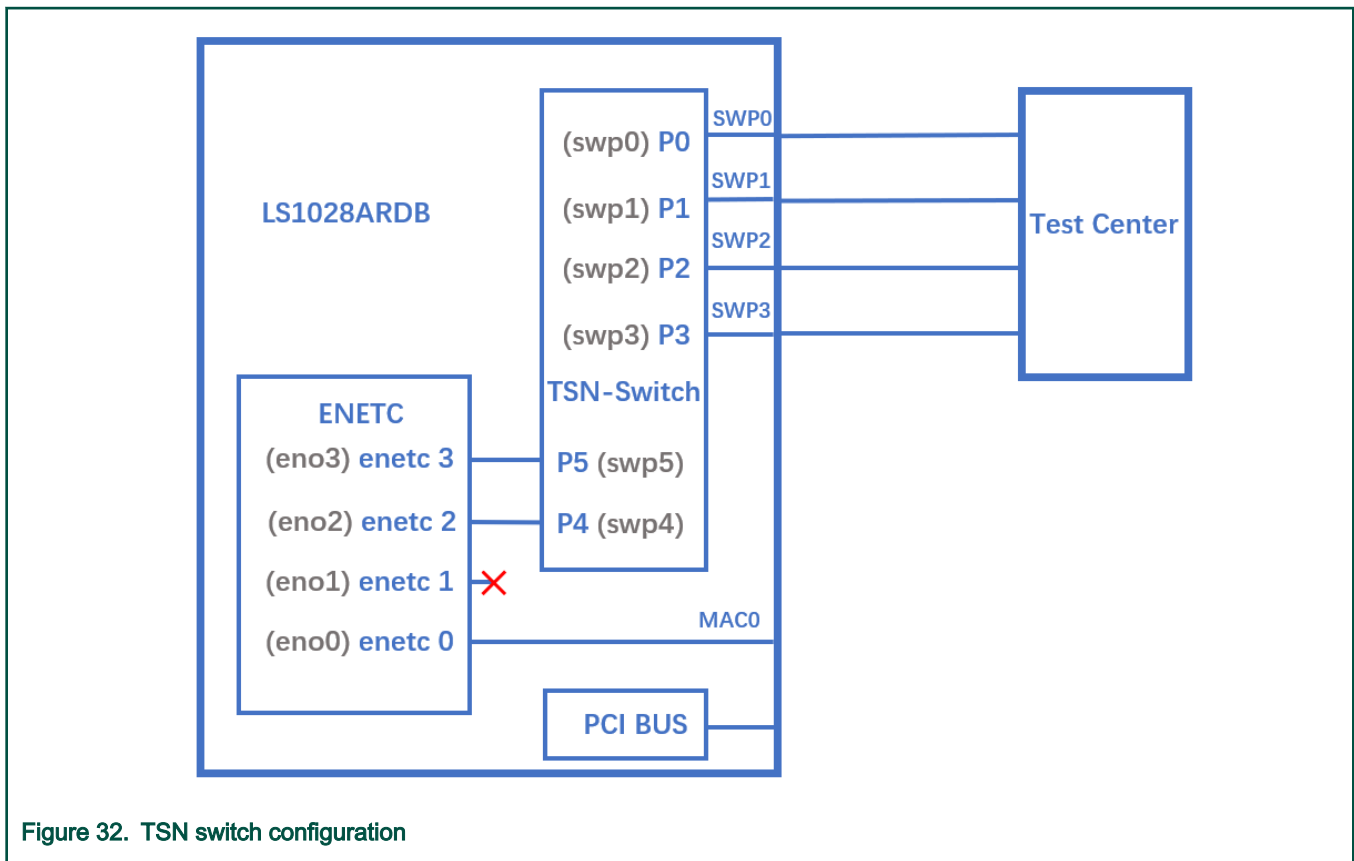 SWP0
(swp0) P0
SWP1
LS1028ARDB
(swp1) P1
Test Center
SWP2
(swp2) P2
SWP3
(swp3) P3
TSN-Switch
ENETC
(eno3) enetc 3
P5 (swp5)
(eno2) enetc 2
P4 (swp4)
(eno1) enetc 1
MAC0
(eno0) enetc 0
PCI BUS
Figure 32. TSN switch configuration